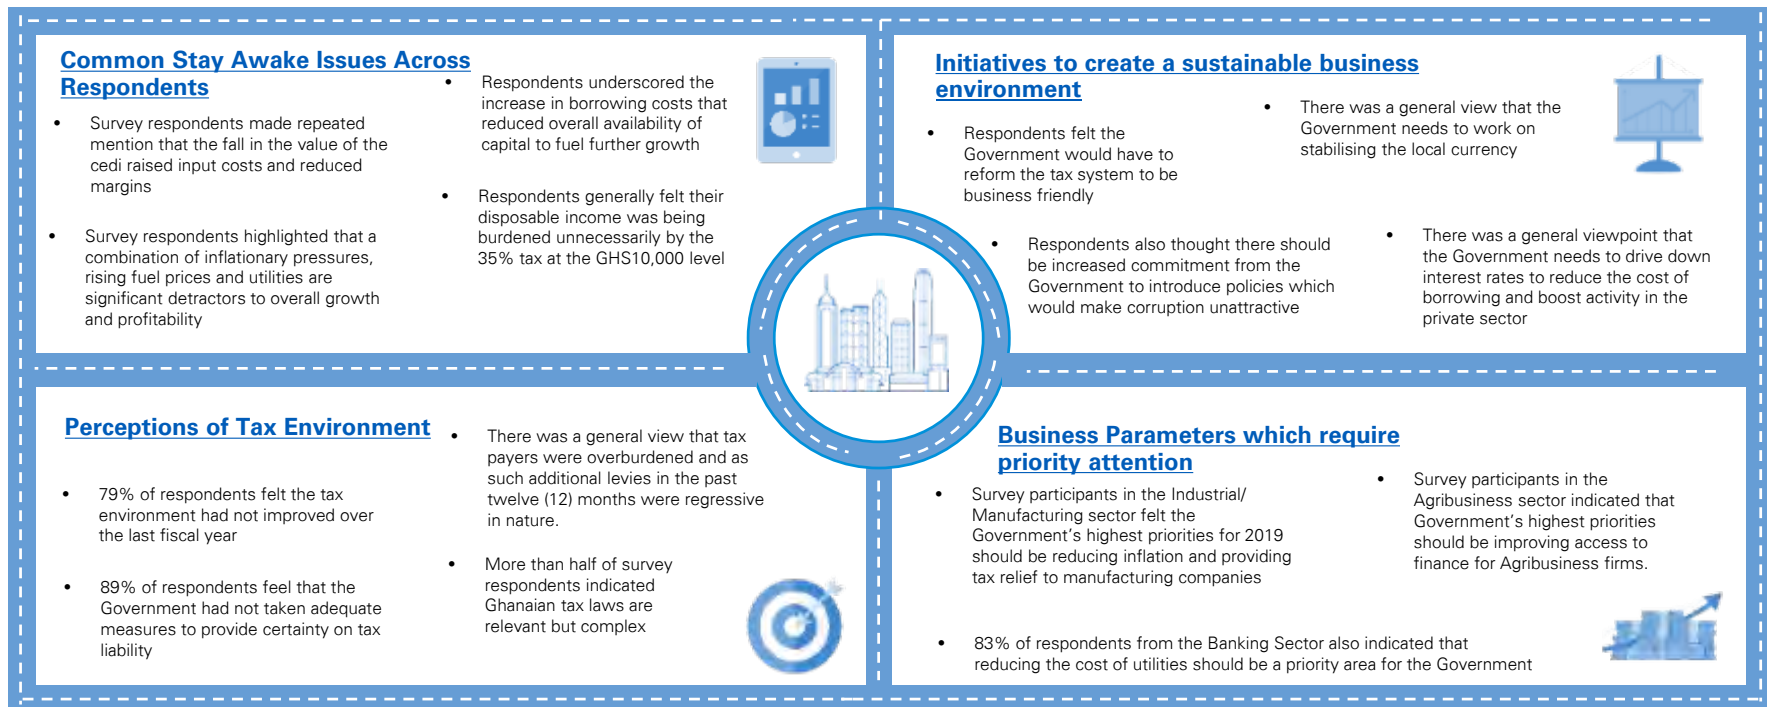 Common Stay Awake Issues Across
Respondents
• Survey respondents made repeated
mention that the fall in the value of the
cedi raised input costs and reduced
margins
• Survey respondents highlighted that a
combination of inflationary pressures,
rising fuel prices and utilities are
significant detractors to overall growth
and profitability
• Respondents underscored the
increase in borrowing costs that
reduced overall availability of
capital to fuel further growth
• Respondents generally felt their
disposable income was being
burdened unnecessarily by the
35% tax at the GHS10,000 level
Initiatives to create a sustainable business
environment
• Respondents felt the
Government would have to
reform the tax system to be
business friendly
• There was a general view that the
Government needs to work on
stabilising the local currency
• Respondents also thought there should
be increased commitment from the
Government to introduce policies which
would make corruption unattractive
• There was a general viewpoint that
the Government needs to drive down
interest rates to reduce the cost of
borrowing and boost activity in the
private sector
Perceptions of Tax Environment
• 79% of respondents felt the tax
environment had not improved over
the last fiscal year
• 89% of respondents feel that the
Government had not taken adequate
measures to provide certainty on tax
liability
• There was a general view that tax
payers were overburdened and as
such additional levies in the past
twelve (12) months were regressive
in nature.
• More than half of survey
respondents indicated
Ghanaian tax laws are
relevant but complex
Business Parameters which require
priority attention
• Survey participants in the Industrial/
Manufacturing sector felt the
Government's highest priorities for 2019
should be reducing inflation and providing
tax relief to manufacturing companies
• Survey participants in the
Agribusiness sector indicated that
Government's highest priorities
should be improving access to
finance for Agribusiness firms.
• 83% of respondents from the Banking Sector also indicated that
reducing the cost of utilities should be a priority area for the Government